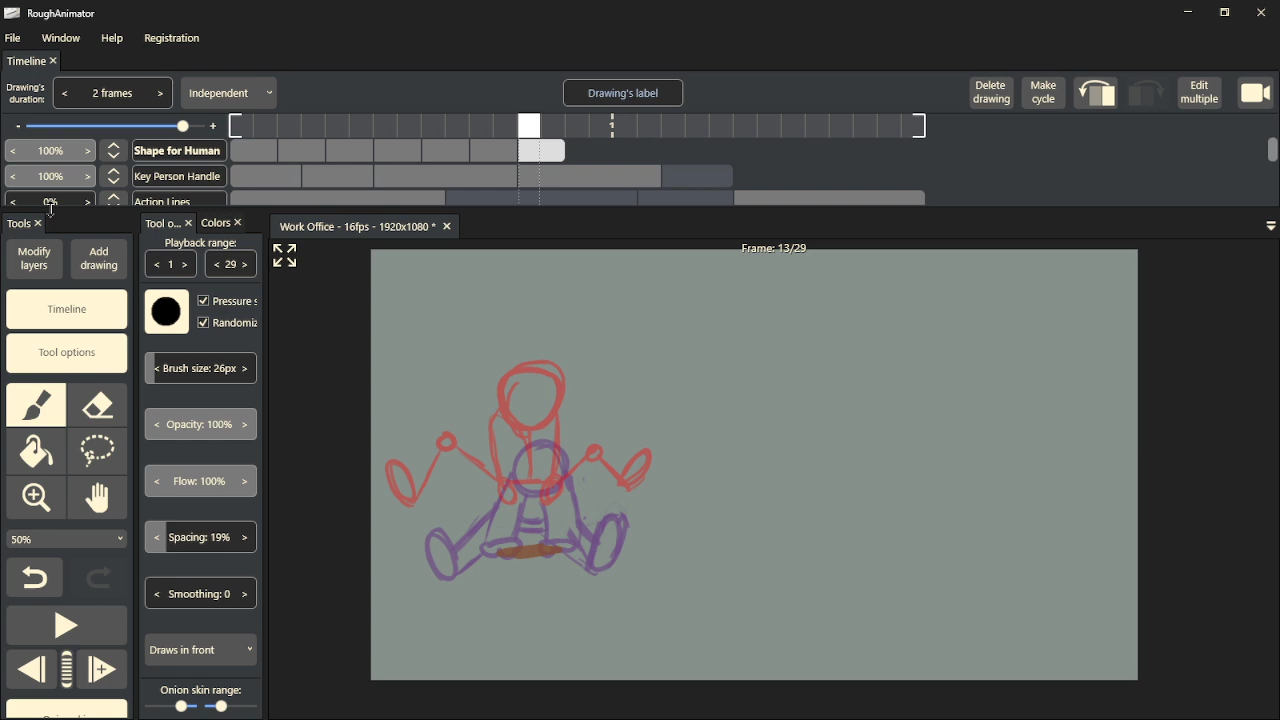 RoughAnimator
File Window Help Registration
Timeline
Drawing's duration: < 2 frames > Independent Drawing's label Delete drawing Make cycle Edit multiple
- + 1
< 100% > Shape for Human
< 100% > Key Person Handle
< 0% > Action Lines
Tools Tool o... Colors Work Office - 16fps - 1920x1080 *
Playback range: Frame: 13/29
Modify layers Add drawing < 1 > < 29 >
Timeline Pressure s
Randomiz
Tool options < Brush size: 26px >
< Opacity: 100% >
< Flow: 100% >
50% < Spacing: 19% >
< Smoothing: 0 >
Draws in front
Onion skin range: